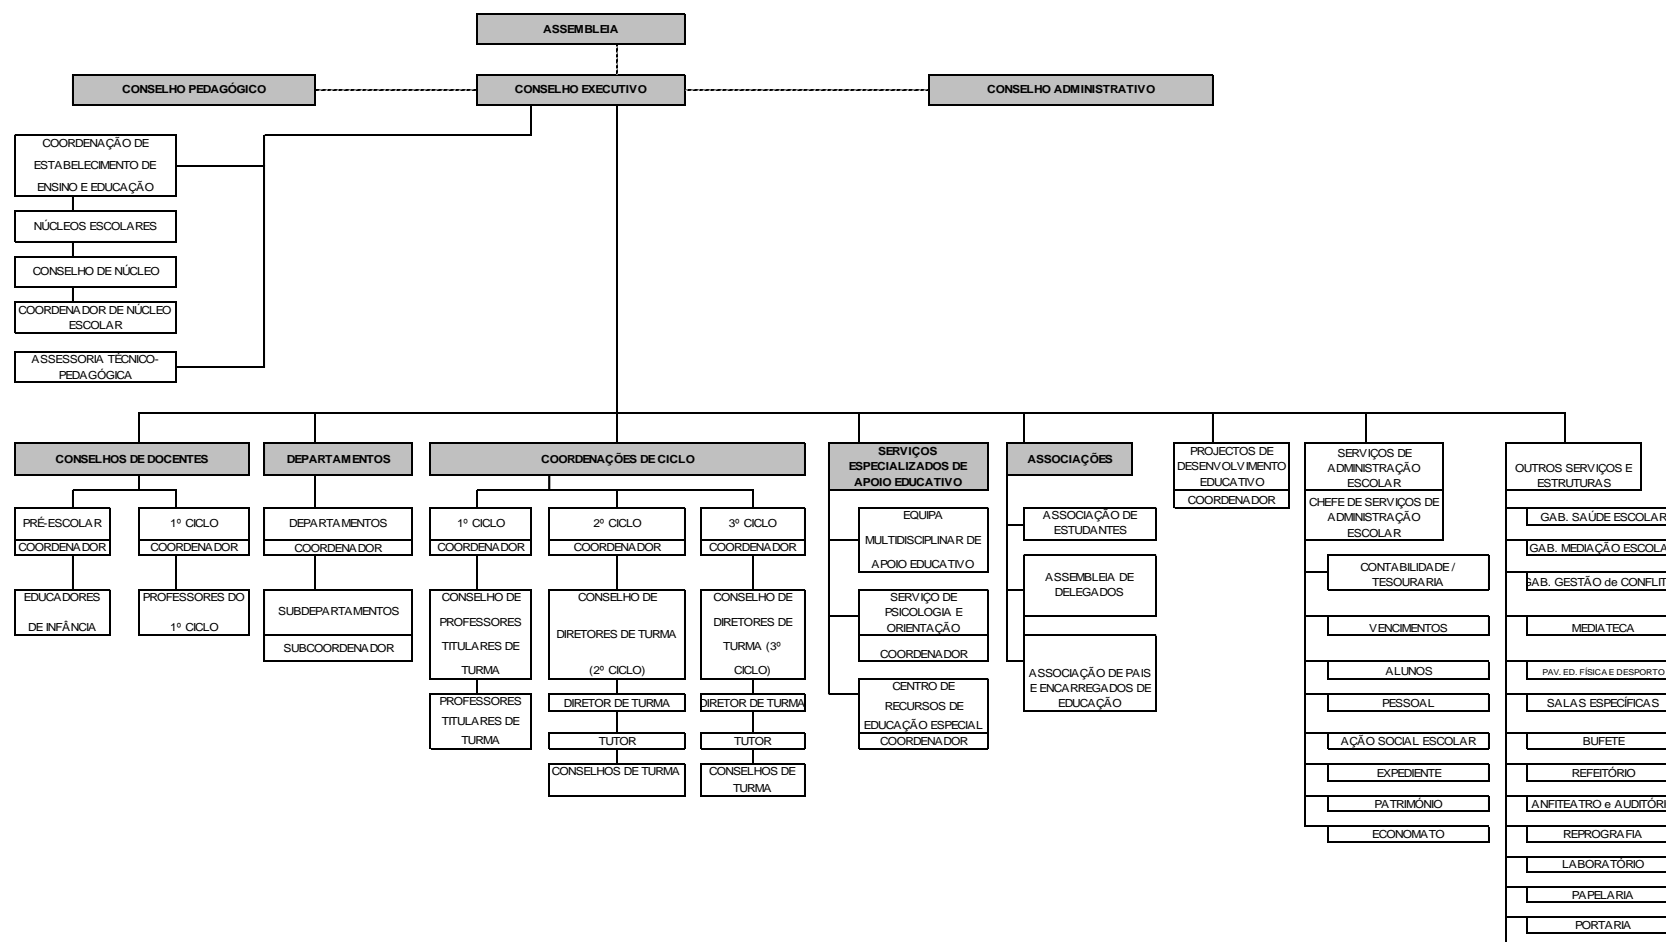 ASSEMBLEIA
CONSELHO PEDAGÓGICO
CONSELHO EXECUTIVO
CONSELHO ADMINISTRATIVO
COORDENAÇÃO DE
ESTABELECIMENTO DE
ENSINO E EDUCAÇÃO
NÚCLEOS ESCOLARES
CONSELHO DE NÚCLEO
COORDENADOR DE NÚCLEO
ESCOLAR
ASSESSORIA TÉCNICO-
PEDAGÓGICA
CONSELHOS DE DOCENTES
PRÉ-ESCOLAR
COORDENADOR
EDUCADORES
DE INFÂNCIA
1º CICLO
COORDENADOR
PROFESSORES DO
1º CICLO
DEPARTAMENTOS
DEPARTAMENTOS
COORDENADOR
SUBDEPARTAMENTOS
SUBCOORDENADOR
COORDENAÇÕES DE CICLO
1º CICLO
COORDENADOR
CONSELHO DE
PROFESSORES
TITULARES DE
TURMA
PROFESSORES
TITULARES DE
TURMA
2º CICLO
COORDENADOR
CONSELHO DE
DIRETORES DE TURMA
(2º CICLO)
DIRETOR DE TURMA
TUTOR
CONSELHOS DE TURMA
3º CICLO
COORDENADOR
CONSELHO DE
DIRETORES DE
TURMA (3º
CICLO)
DIRETOR DE TURMA
TUTOR
CONSELHOS DE
TURMA
SERVIÇOS
ESPECIALIZADOS DE
APOIO EDUCATIVO
EQUIPA
MULTIDISCIPLINAR DE
APOIO EDUCATIVO
SERVIÇO DE
PSICOLOGIA E
ORIENTAÇÃO
COORDENADOR
CENTRO DE
RECURSOS DE
EDUCAÇÃO ESPECIAL
COORDENADOR
ASSOCIAÇÕES
ASSOCIAÇÃO DE
ESTUDANTES
ASSEMBLEIA DE
DELEGADOS
ASSOCIAÇÃO DE PAIS
E ENCARREGADOS DE
EDUCAÇÃO
PROJECTOS DE
DESENVOLVIMENTO
EDUCATIVO
COORDENADOR
SERVIÇOS DE
ADMINISTRAÇÃO
ESCOLAR
CHEFE DE SERVIÇOS DE
ADMINISTRAÇÃO
ESCOLAR
CONTABILIDADE /
TESOURARIA
VENCIMENTOS
ALUNOS
PESSOAL
AÇÃO SOCIAL ESCOLAR
EXPEDIENTE
PATRIMÓNIO
ECONOMATO
OUTROS SERVIÇOS E
ESTRUTURAS
GAB. SAÚDE ESCOLAR
GAB. MEDIAÇÃO ESCOLA
GAB. GESTÃO de CONFLIT
MEDIATECA
PAV. ED. FÍSICA E DESPORTO
SALAS ESPECÍFICAS
BUFETE
REFEITÓRIO
ANFITEATRO e AUDITÓRI
REPROGRAFIA
LABORATÓRIO
PAPELARIA
PORTARIA